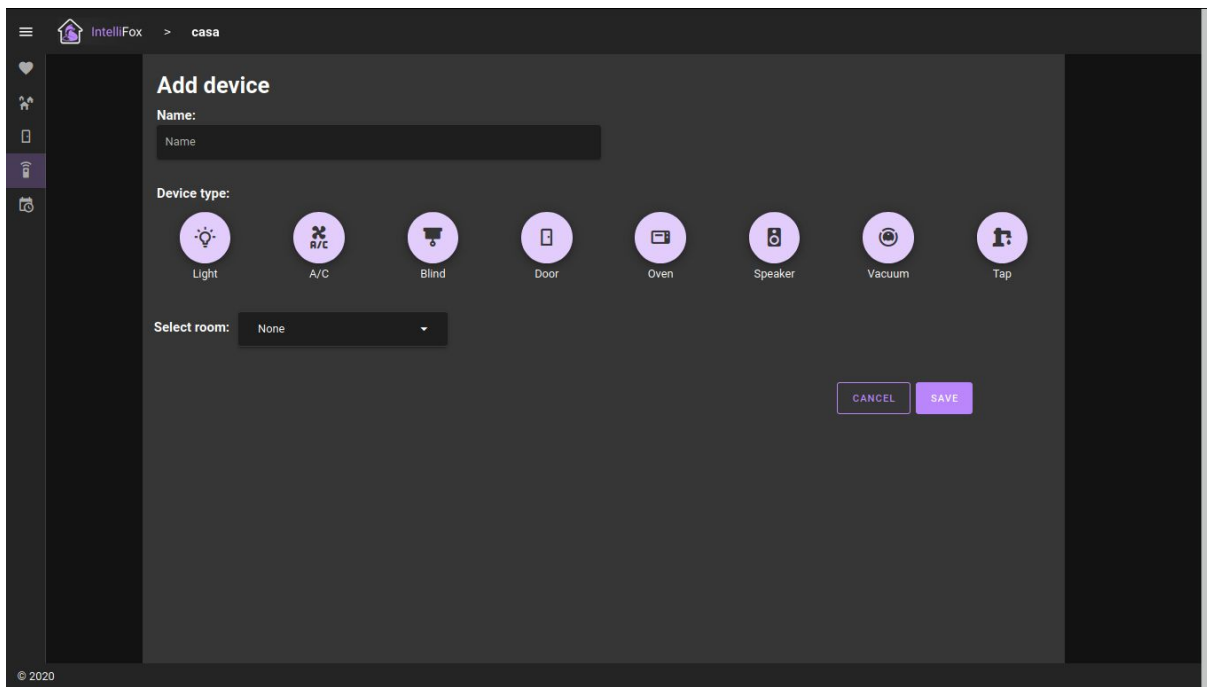 IntelliFox > casa
Add device
Name:
Name
Device type:
A/C
Light A/C Blind Door Oven Speaker Vacuum Tap
Select room: None
CANCEL SAVE
© 2020